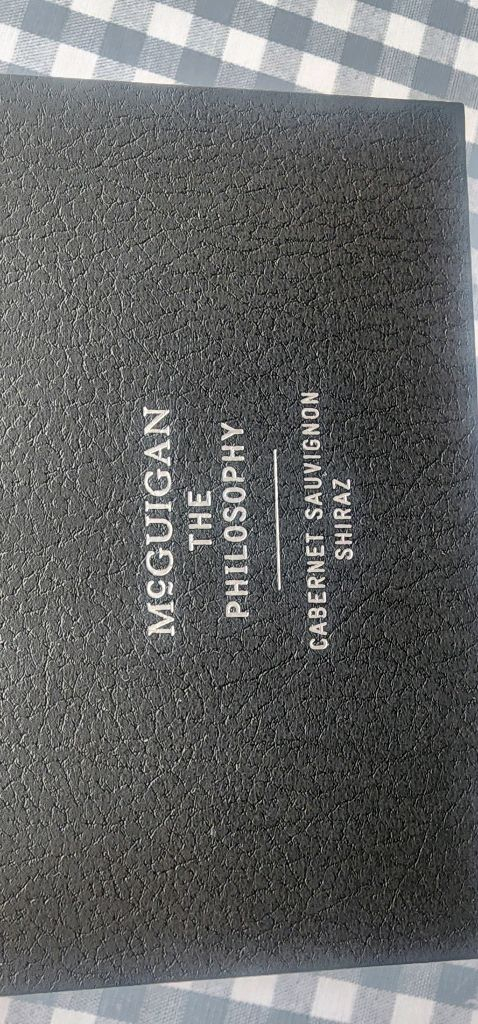 McGUIGAN
THE
PHILOSOPHY
CABERNET SAUVIGNON
SHIRAZ